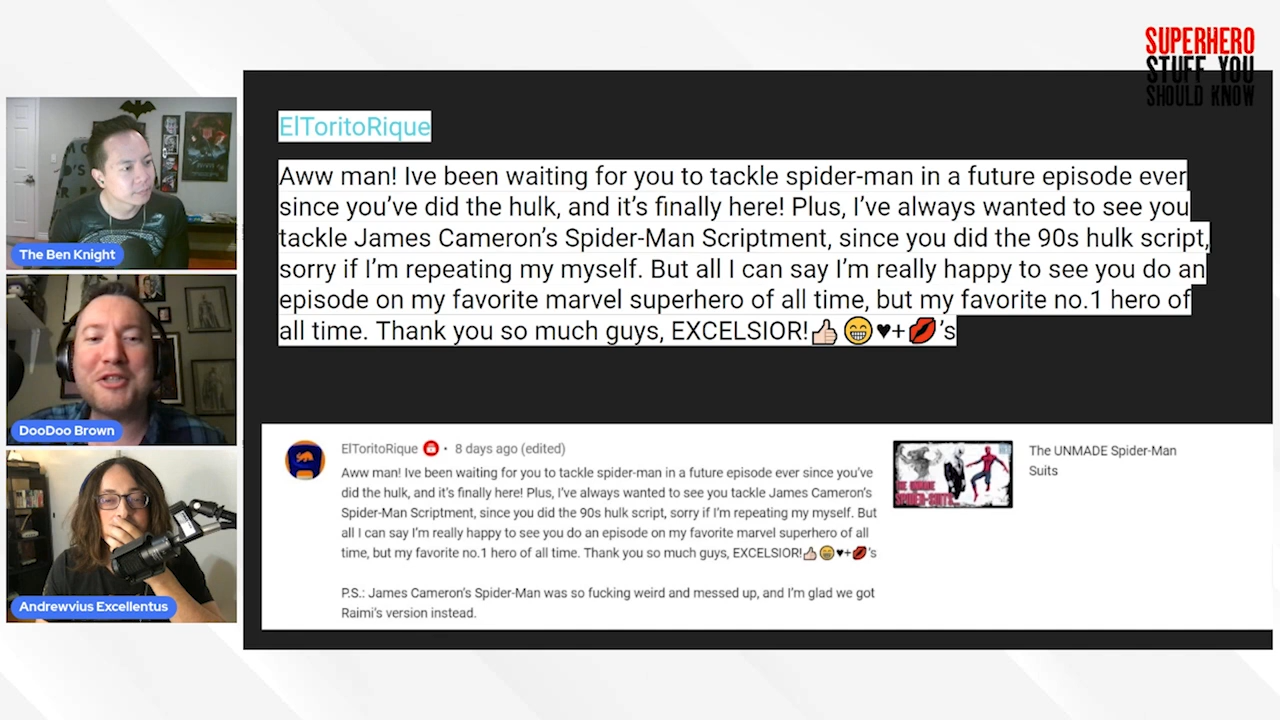 SUPERHERO
STUFF YOU
SHOULD KNOW
The Ben Knight
DooDoo Brown
Andrewvius Excellentus
ElToritoRique
Aww man! Ive been waiting for you to tackle spider-man in a future episode ever
since you’ve did the hulk, and it’s finally here! Plus, I’ve always wanted to see you
tackle James Cameron’s Spider-Man Scriptment, since you did the 90s hulk script,
sorry if I’m repeating my myself. But all I can say I’m really happy to see you do an
episode on my favorite marvel superhero of all time, but my favorite no.1 hero of
all time. Thank you so much guys, EXCELSIOR!👍🏻 😁♥+💋’s
ElToritoRique • 8 days ago (edited)
Aww man! Ive been waiting for you to tackle spider-man in a future episode ever since you’ve
did the hulk, and it’s finally here! Plus, I’ve always wanted to see you tackle James Cameron’s
Spider-Man Scriptment, since you did the 90s hulk script, sorry if I’m repeating my myself. But
all I can say I’m really happy to see you do an episode on my favorite marvel superhero of all
time, but my favorite no.1 hero of all time. Thank you so much guys, EXCELSIOR!👍🏻😁♥+💋’s
P.S.: James Cameron’s Spider-Man was so fucking weird and messed up, and I’m glad we got
Raimi’s version instead.
The UNMADE Spider-Man
Suits